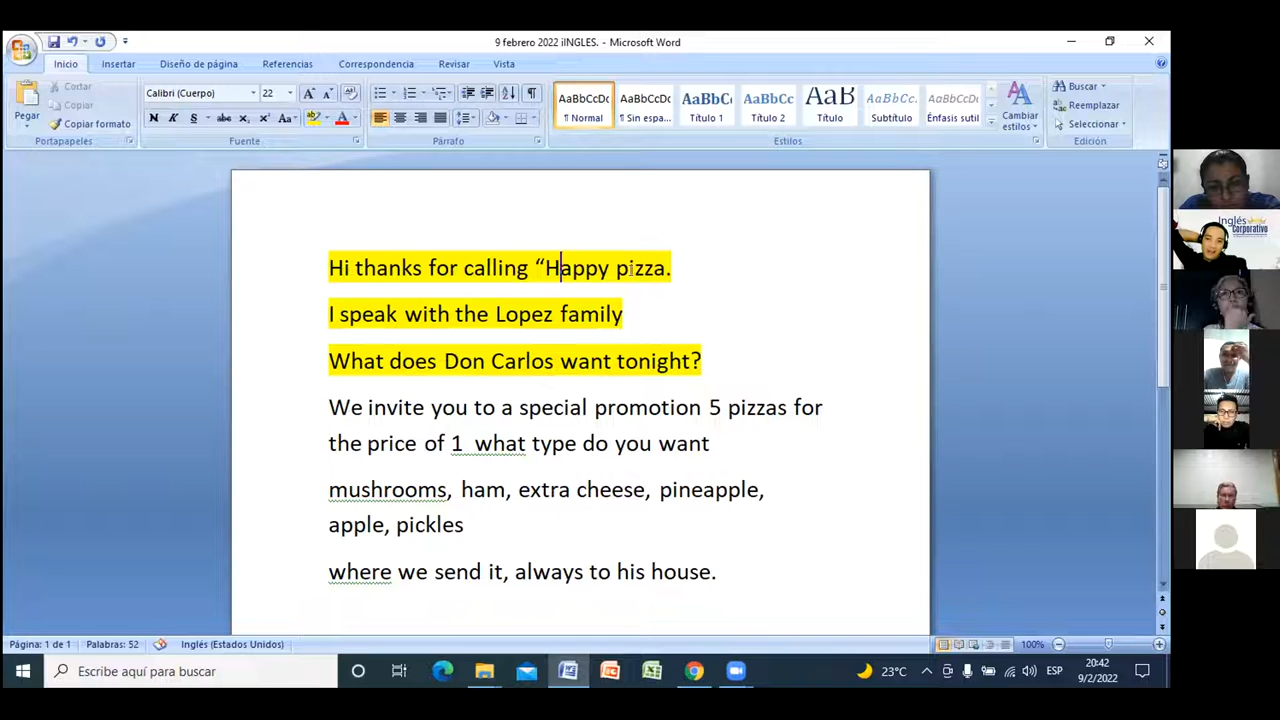 9 febrero 2022 iINGLES. - Microsoft Word
Inicio Insertar Diseño de página Referencias Correspondencia Revisar Vista
Pegar
Cortar
Copiar
Copiar formato
Portapapeles
Calibri (Cuerpo) 22
Fuente
Párrafo
AaBbCcDc AaBbCcDc AaBbC AaBbCc AaB AaBbCc. AaBbCcDc
¶ Normal ¶ Sin espa... Título 1 Título 2 Título Subtítulo Énfasis sutil
Cambiar estilos
Estilos
Buscar
Reemplazar
Seleccionar
Edición
Hi thanks for calling “Happy pizza.
I speak with the Lopez family
What does Don Carlos want tonight?
We invite you to a special promotion 5 pizzas for
the price of 1 what type do you want
mushrooms, ham, extra cheese, pineapple,
apple, pickles
where we send it, always to his house.
Inglés
Corporativo
Página: 1 de 1 Palabras: 52 Inglés (Estados Unidos) 100%
Escribe aquí para buscar
23°C ESP
20:42
9/2/2022